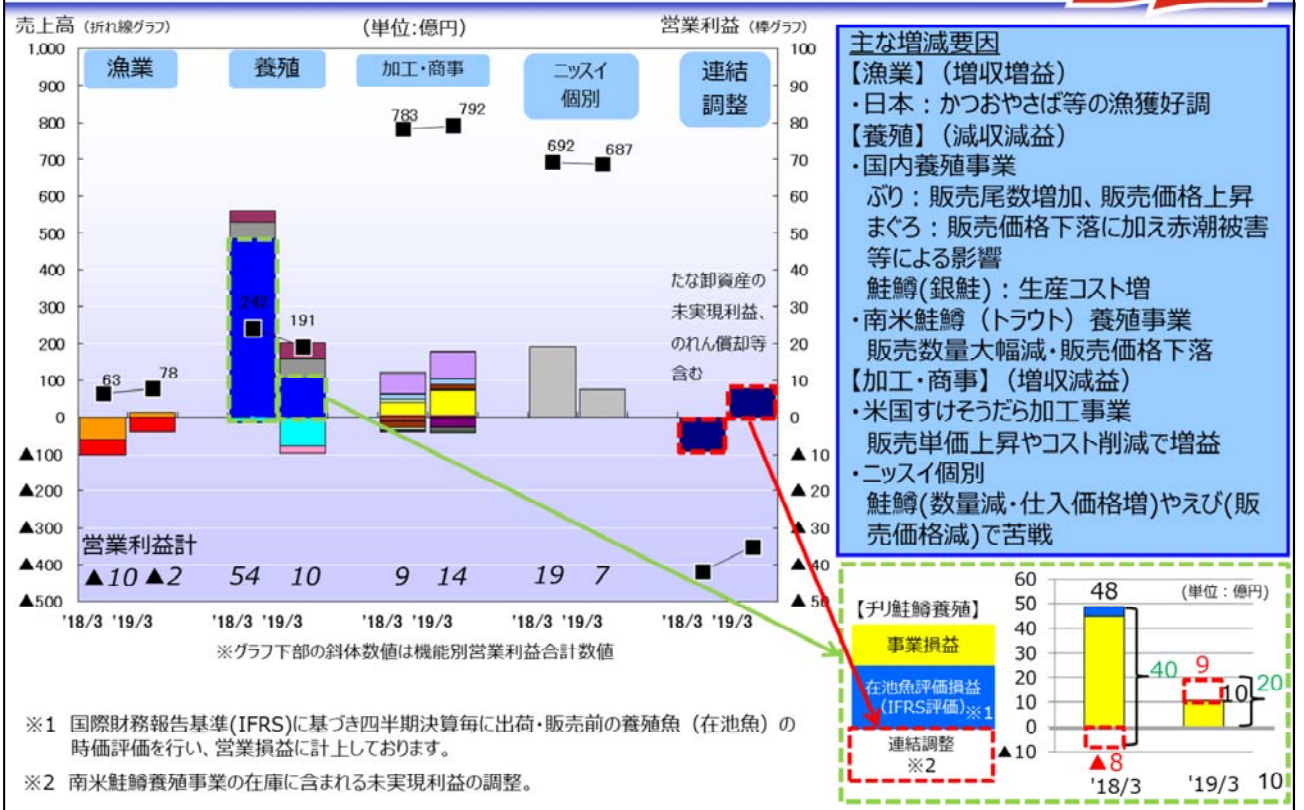 売上高 (折れ線グラフ)
(単位:億円)
営業利益 (棒グラフ)
漁業
養殖
加工・商事
ニッスイ
個別
連結
調整
1,000
900
800
700
600
500
400
300
200
100
0
▲100
▲200
▲300
▲400
▲500
100
90
80
70
60
50
40
30
20
10
0
▲10
▲20
▲30
▲40
▲50
63
78
242
191
783
792
692
687
たな卸資産の
未実現利益、
のれん償却等
含む
営業利益計
▲10 ▲2 54 10 9 14 19 7
'18/3 '19/3 '18/3 '19/3 '18/3 '19/3 '18/3 '19/3
※グラフ下部の斜体数値は機能別営業利益合計数値
主な増減要因
【漁業】(増収増益)
・日本:かつおやさば等の漁獲好調
【養殖】(減収減益)
・国内養殖事業
ぶり:販売尾数増加、販売価格上昇
まぐろ:販売価格下落に加え赤潮被害
等による影響
鮭鱒(銀鮭):生産コスト増
・南米鮭鱒(トラウト)養殖事業
販売数量大幅減・販売価格下落
【加工・商事】(増収減益)
・米国すけそうだら加工事業
販売単価上昇やコスト削減で増益
・ニッスイ個別
鮭鱒(数量減・仕入価格増)やえび(販
売価格減)で苦戦
【チリ鮭鱒養殖】
事業損益
在池魚評価損益
(IFRS評価)※1
連結調整
※2
(単位:億円)
60
50
40
30
20
10
0
▲10
48
40
▲8
9
10
20
'18/3 '19/3
※1 国際財務報告基準(IFRS)に基づき四半期決算毎に出荷・販売前の養殖魚(在池魚)の
時価評価を行い、営業損益に計上しております。
※2 南米鮭鱒養殖事業の在庫に含まれる未実現利益の調整。
10